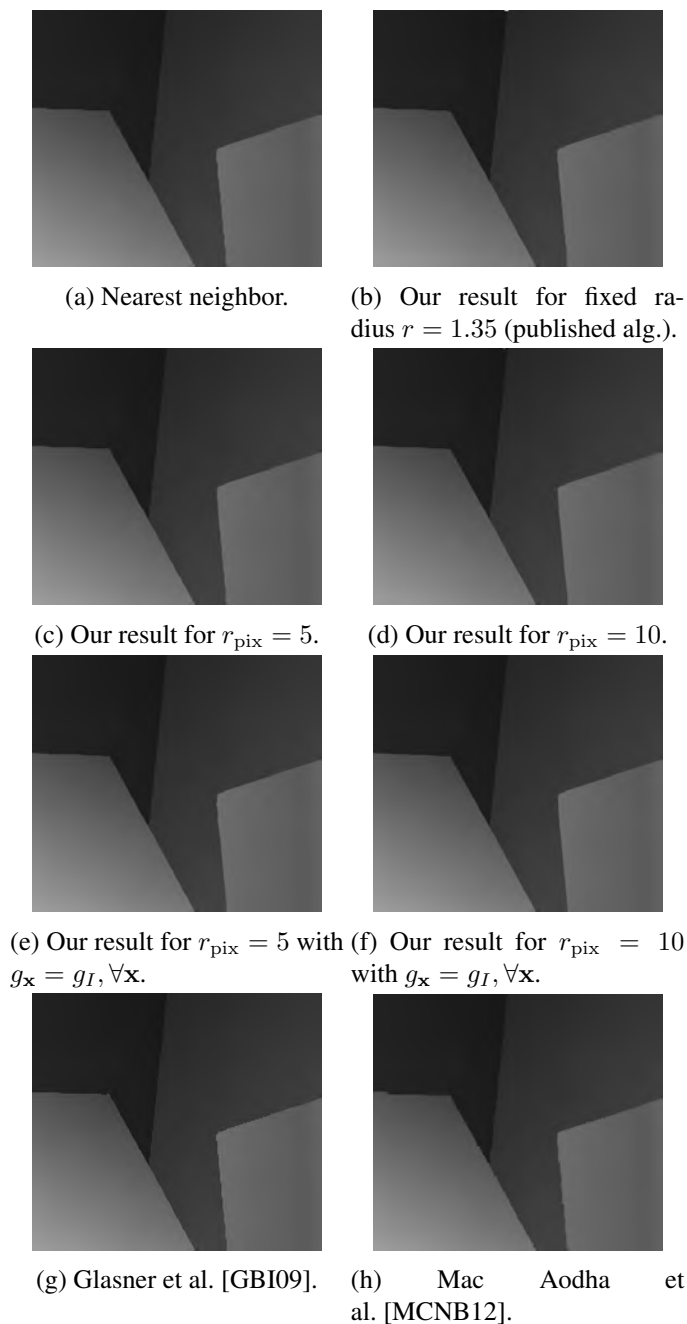 (a) Nearest neighbor.
(b) Our result for fixed ra-
dius r = 1.35 (published alg.).
(c) Our result for r_pix = 5.
(d) Our result for r_pix = 10.
(e) Our result for r_pix = 5 with
g_x = g_I, ∀x.
(f) Our result for r_pix = 10
with g_x = g_I, ∀x.
(g) Glasner et al. [GBI09].
(h) Mac Aodha et
al. [MCNB12].